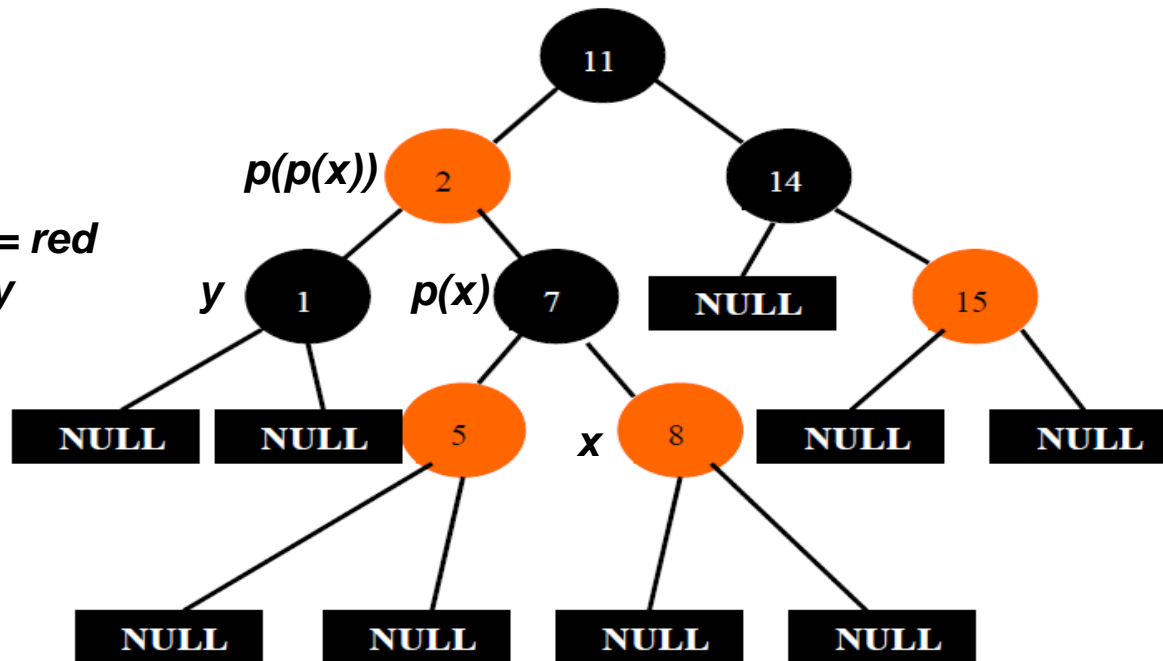 11
p(p(x)) 2 14
= red
y y 1 p(x) 7 NULL 15
NULL NULL 5 x 8 NULL NULL
NULL NULL NULL NULL